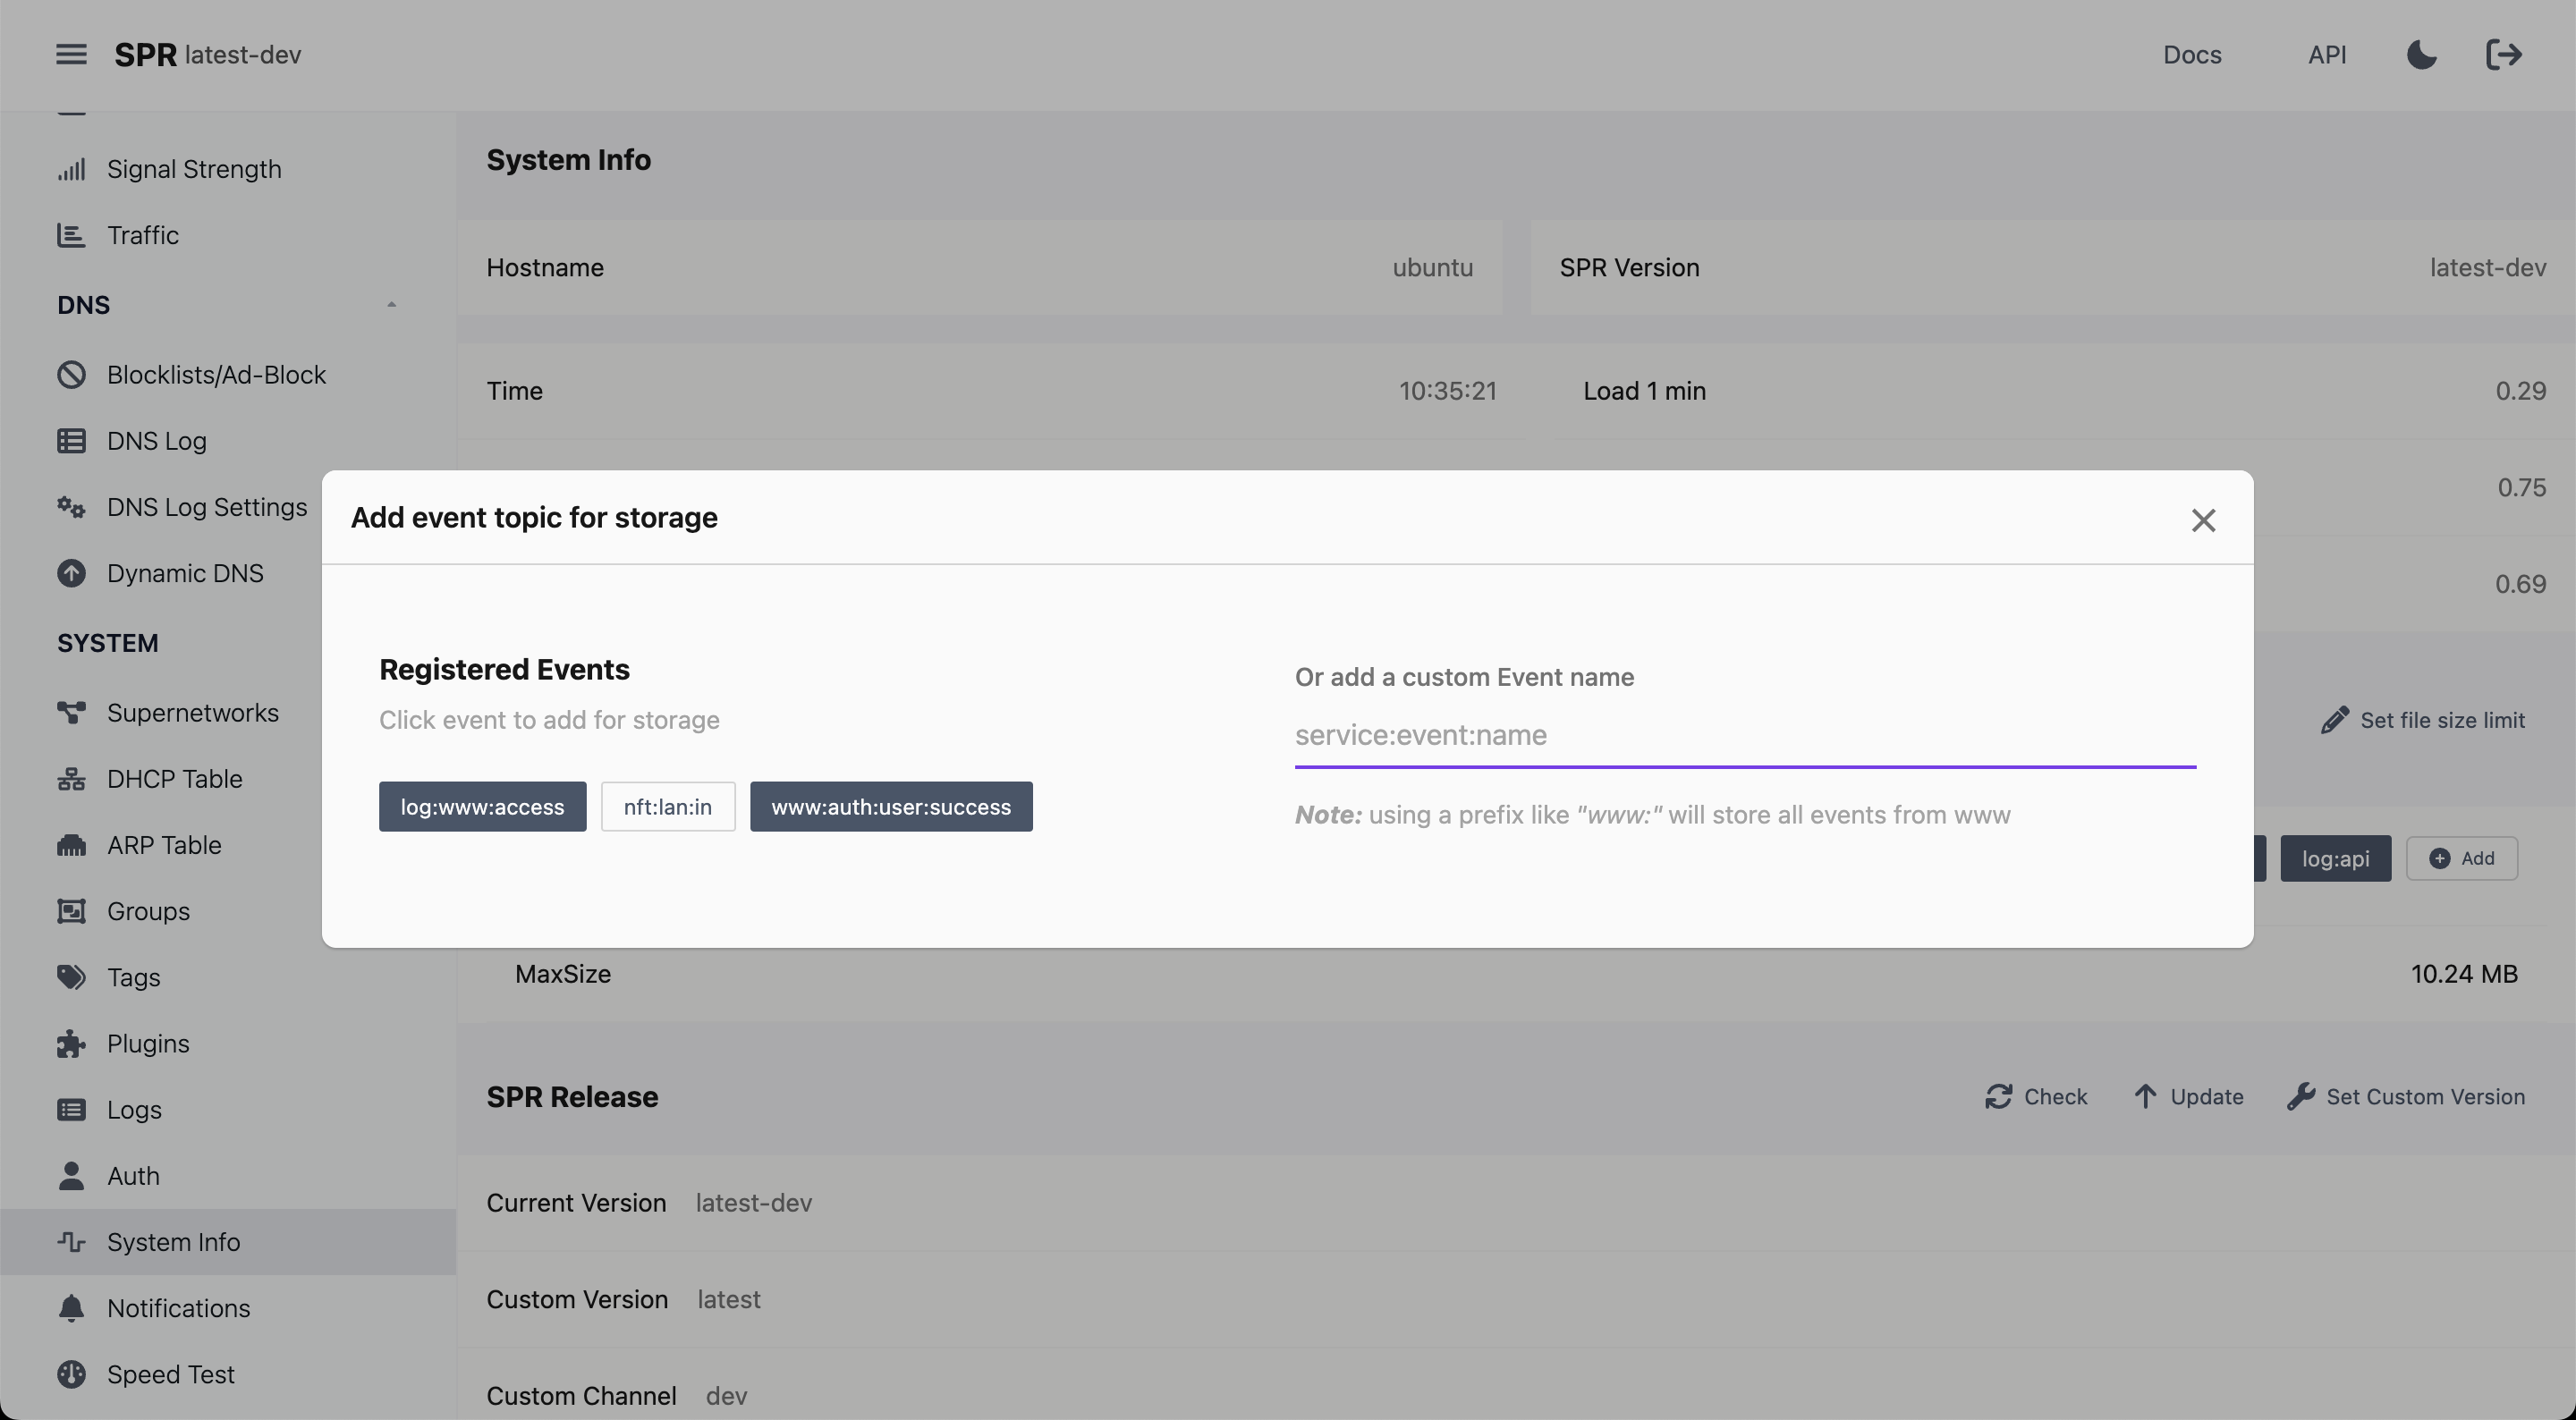 SPR latest-dev
Docs
API
Signal Strength
Traffic
DNS
Blocklists/Ad-Block
DNS Log
DNS Log Settings
Dynamic DNS
SYSTEM
Supernetworks
DHCP Table
ARP Table
Groups
Tags
Plugins
Logs
Auth
System Info
Notifications
Speed Test
System Info
Hostname ubuntu
SPR Version latest-dev
Time 10:35:21
Load 1 min 0.29
0.75
0.69
Set file size limit
log:api
Add
Add event topic for storage
Registered Events
Click event to add for storage
log:www:access
nft:lan:in
www:auth:user:success
Or add a custom Event name
service:event:name
Note: using a prefix like "www:" will store all events from www
MaxSize 10.24 MB
SPR Release
Check
Update
Set Custom Version
Current Version latest-dev
Custom Version latest
Custom Channel dev